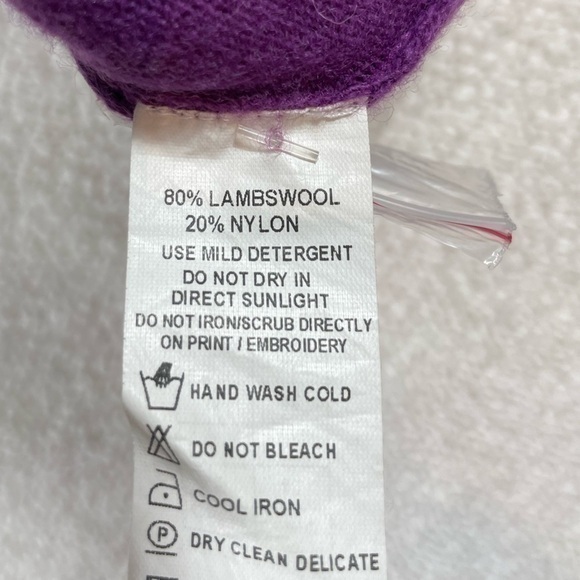 80% LAMBSWOOL
20% NYLON
USE MILD DETERGENT
DO NOT DRY IN
DIRECT SUNLIGHT
DO NOT IRON/SCRUB DIRECTLY
ON PRINT / EMBROIDERY
HAND WASH COLD
DO NOT BLEACH
COOL IRON
P DRY CLEAN DELICATE